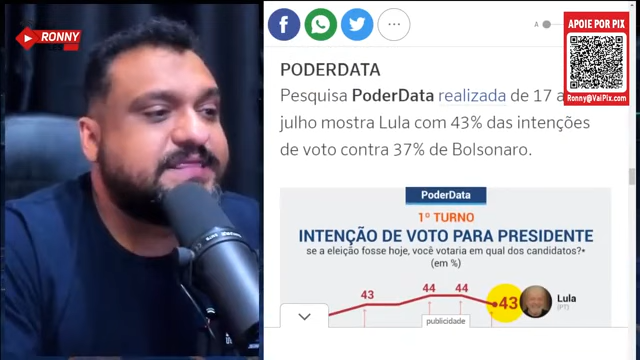 RONNY
A
APOIE POR PIX
Ronny@ValPix.com
PODERDATA
Pesquisa PoderData realizada de 17 a
julho mostra Lula com 43% das intenções
de voto contra 37% de Bolsonaro.
PoderData
1º TURNO
INTENÇÃO DE VOTO PARA PRESIDENTE
se a eleição fosse hoje, você votaria em qual dos candidatos?*
(em %)
43
44
44
43
Lula
(PT)
publicidade